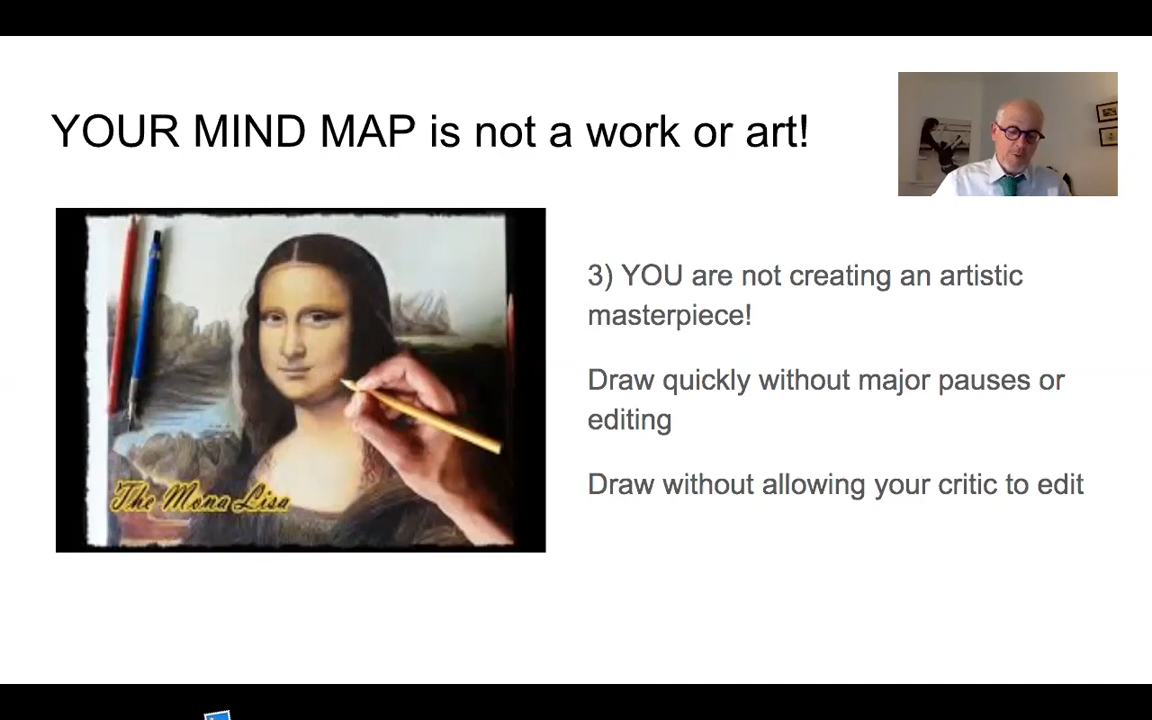 YOUR MIND MAP is not a work or art!
3) YOU are not creating an artistic
masterpiece!
Draw quickly without major pauses or
editing
Draw without allowing your critic to edit
The Mona Lisa